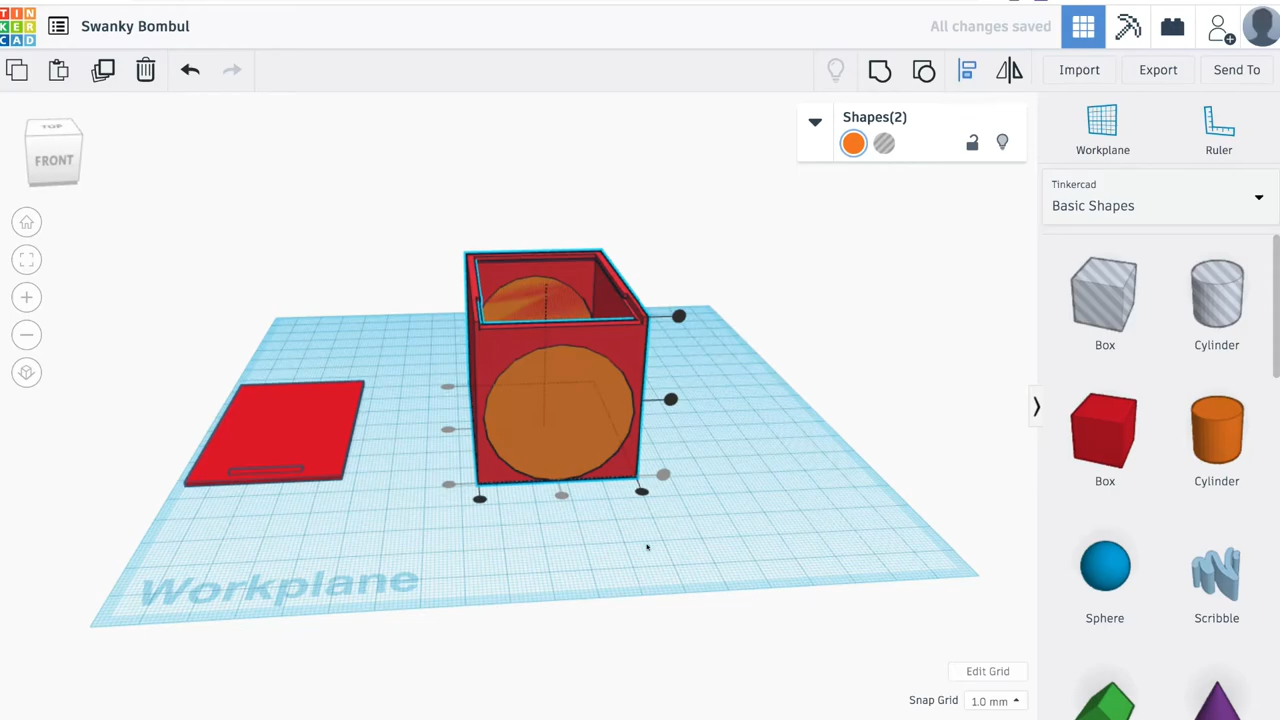 TIN
KER
CAD
Swanky Bombul
All changes saved
Import
Export
Send To
TOP
FRONT
Shapes(2)
Workplane
Ruler
Tinkercad
Basic Shapes
Box
Cylinder
Box
Cylinder
Sphere
Scribble
Workplane
Edit Grid
Snap Grid
1.0 mm